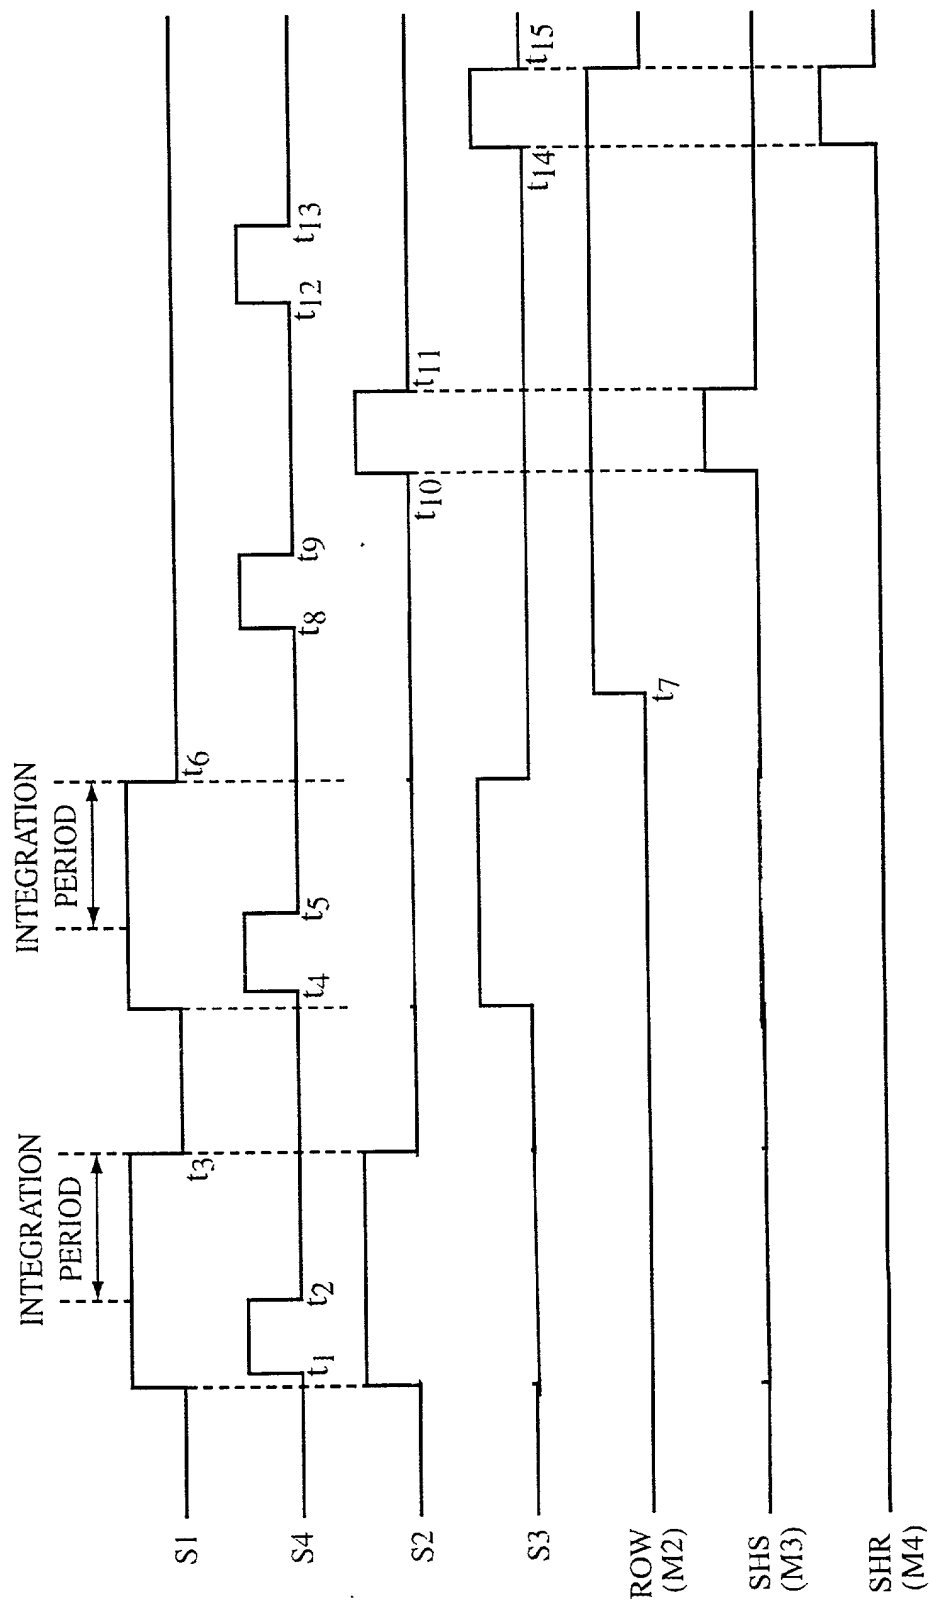 INTEGRATION
PERIOD
INTEGRATION
PERIOD
S1
t3
t6
S4
t1
t2
t4
t5
t8
t9
t12
t13
S2
t10
t11
S3
t14
t15
ROW
(M2)
t7
SHS
(M3)
SHR
(M4)